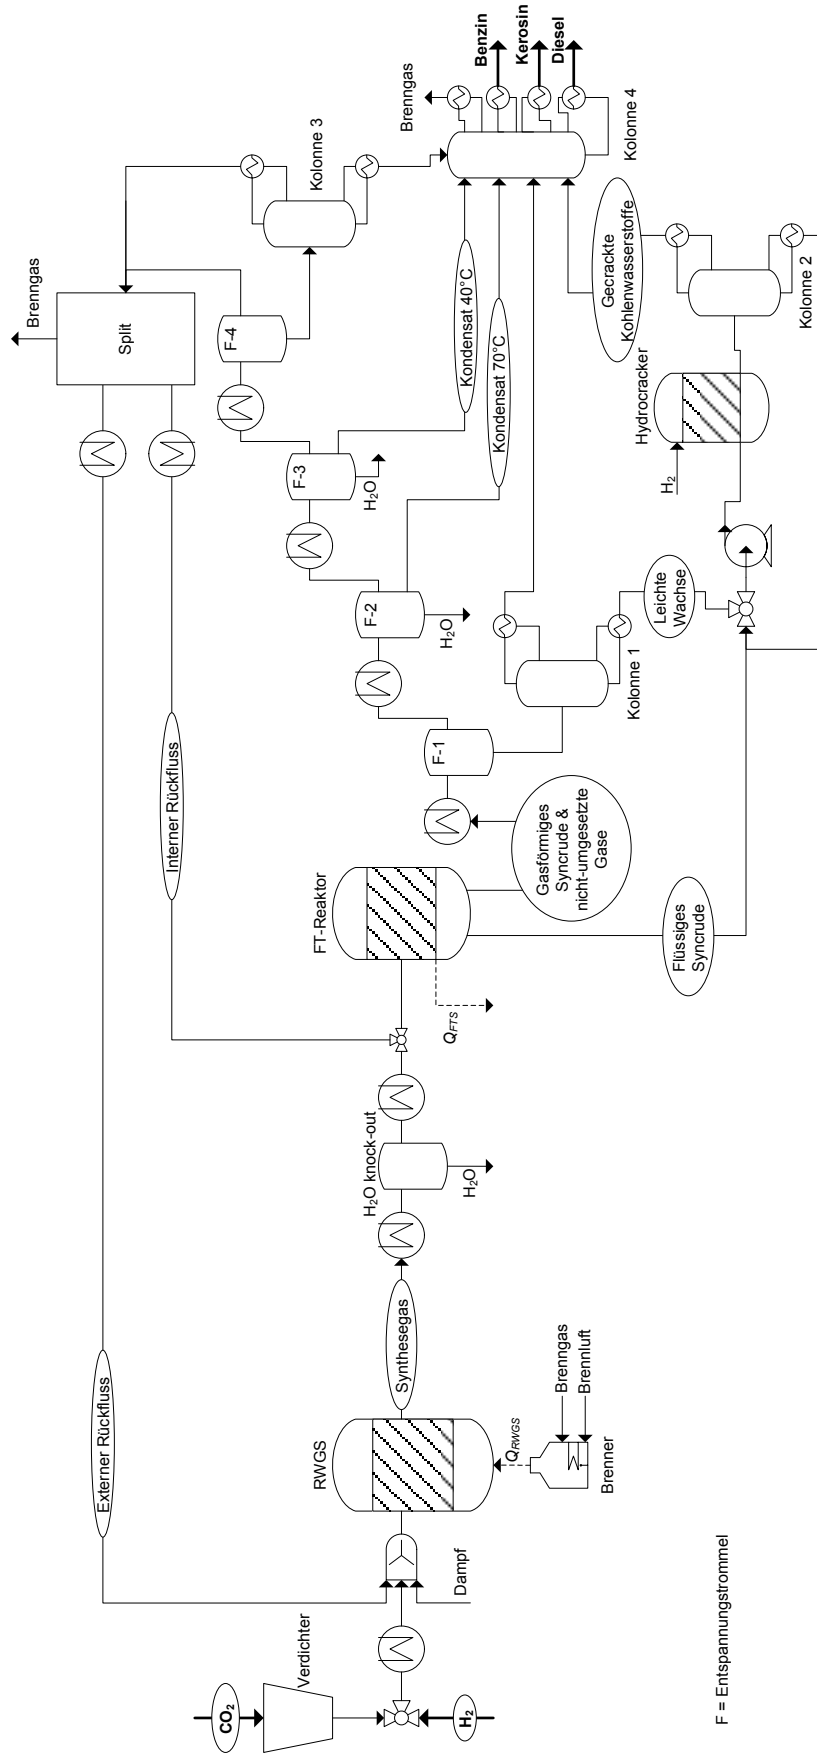 CO₂
H₂
Verdichter
Dampf
Externer Rückfluss
RWGS
Q_RWGS
Brenner
Brenngas
Brennluft
Synthesegas
H₂O knock-out
H₂O
Interner Rückfluss
FT-Reaktor
Q_FTS
Flüssiges
Syncrude
Gasförmiges
Syncrude &
nicht-umgesetzte
Gase
F-1
Kolonne 1
Leichte
Wachse
F-2
H₂O
F-3
H₂O
F-4
Kondensat 70°C
Kondensat 40°C
Split
Brenngas
Kolonne 3
H₂
Hydrocracker
Kolonne 2
Gecrackte
Kohlenwasserstoffe
Kolonne 4
Brenngas
Benzin
Kerosin
Diesel
F = Entspannungstrommel